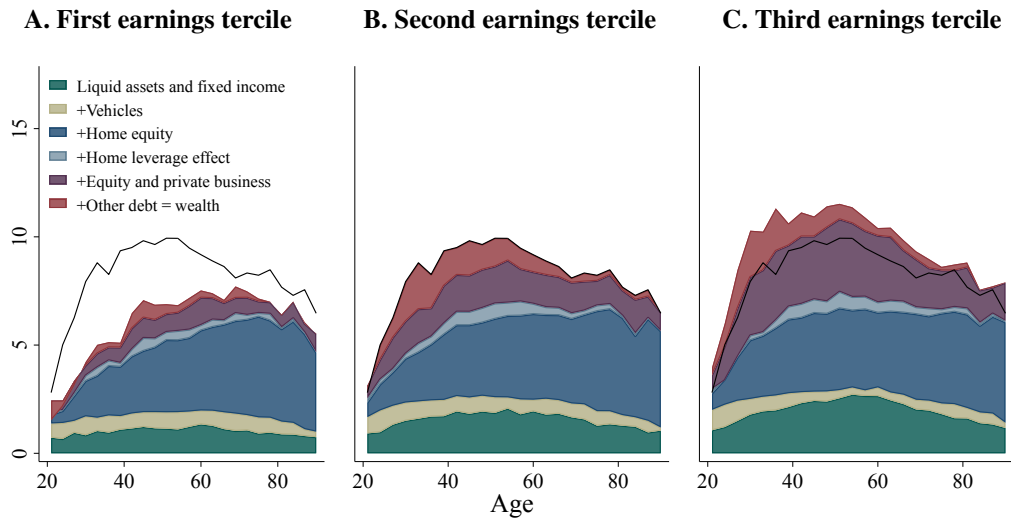 A. First earnings tercile
B. Second earnings tercile
C. Third earnings tercile
Liquid assets and fixed income
+Vehicles
+Home equity
+Home leverage effect
+Equity and private business
+Other debt = wealth
15
10
5
0
20 40 60 80
20 40 60 80
20 40 60 80
Age